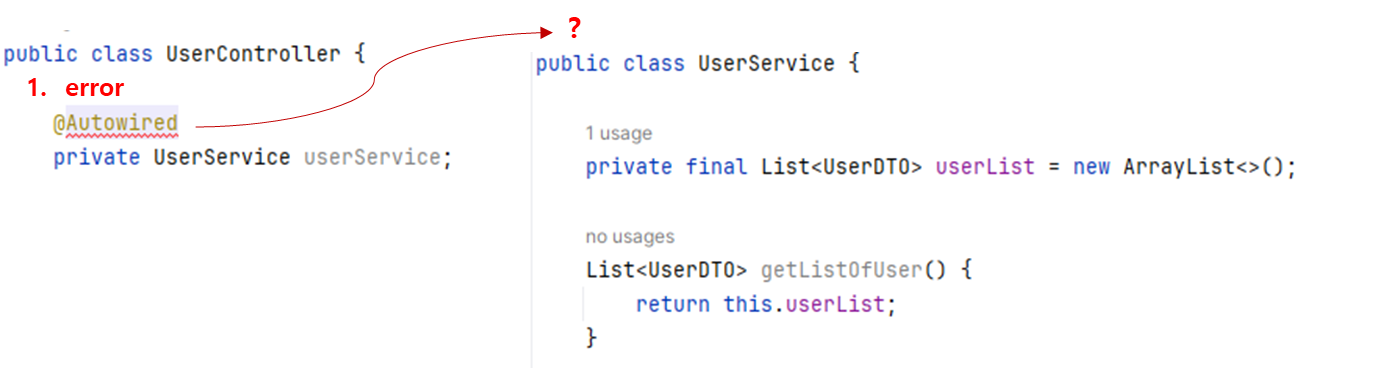 public class UserController {
1. error
@Autowired
private UserService userService;
?
public class UserService {
1 usage
private final List<UserDTO> userList = new ArrayList<>();
no usages
List<UserDTO> getListOfUser() {
return this.userList;
}